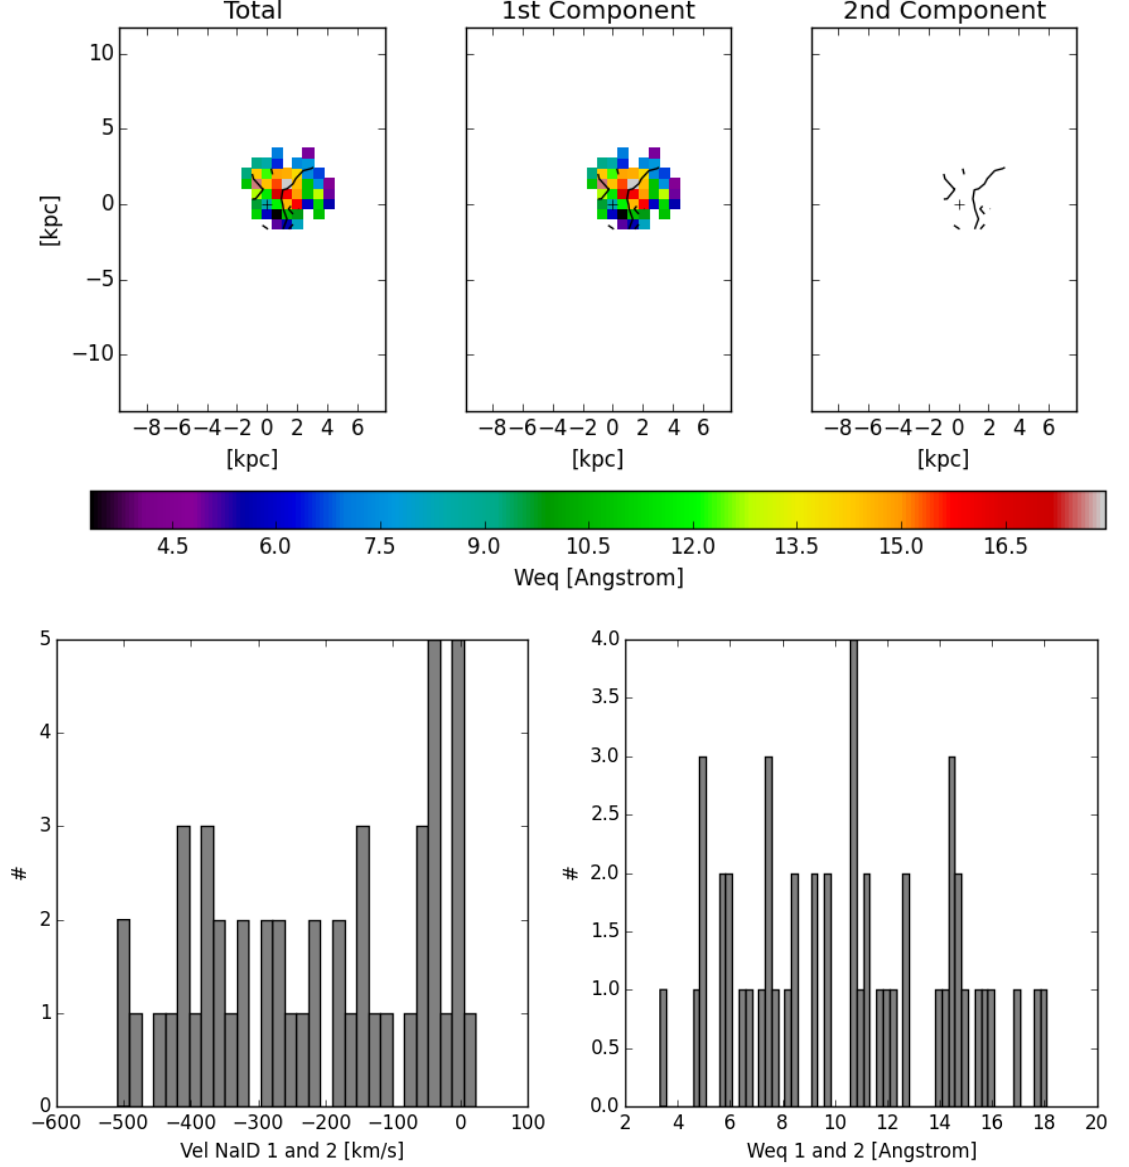 Total 1st Component 2nd Component
10
5
0
−5
−10
[kpc]
−8 −6 −4 −2 0 2 4 6 −8 −6 −4 −2 0 2 4 6 −8 −6 −4 −2 0 2 4 6
[kpc] [kpc] [kpc]
4.5 6.0 7.5 9.0 10.5 12.0 13.5 15.0 16.5
Weq [Angstrom]
5
4
3
2
1
0
#
−600 −500 −400 −300 −200 −100 0 100
Vel NaID 1 and 2 [km/s]
4.0
3.5
3.0
2.5
2.0
1.5
1.0
0.5
0.0
#
2 4 6 8 10 12 14 16 18 20
Weq 1 and 2 [Angstrom]